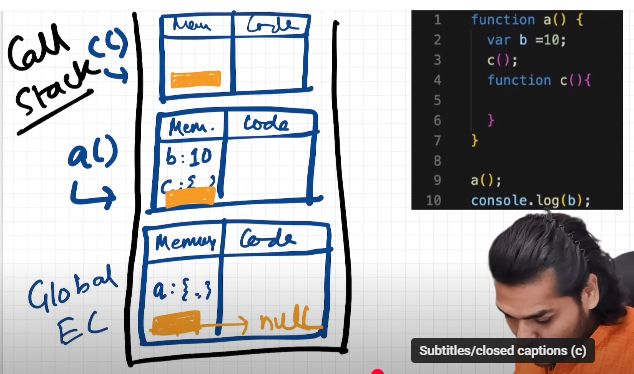 Call
Stack
c()
Mem
Code
a()
Mem.
Code
b:10
c:{ }
Global
EC
Memory
Code
a:{..}
null
1 function a() {
2 var b =10;
3 c();
4 function c(){
5
6 }
7 }
8
9 a();
10 console.log(b);
Subtitles/closed captions (c)